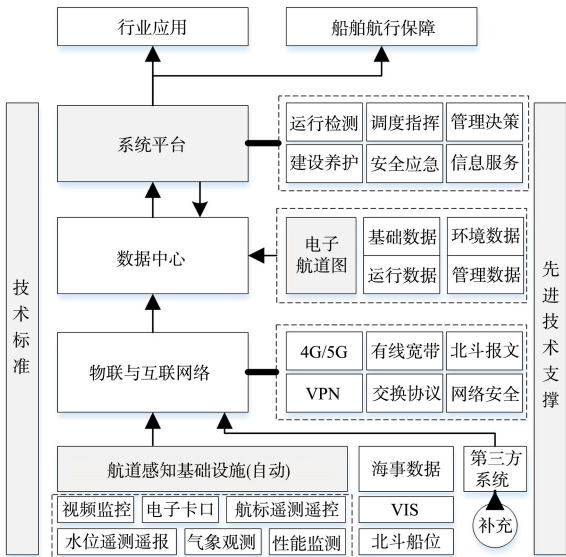 行业应用
船舶航行保障
技术标准
先进技术支撑
系统平台
运行检测
调度指挥
管理决策
建设养护
安全应急
信息服务
数据中心
电子
航道图
基础数据
环境数据
运行数据
管理数据
物联与互联网络
4G/5G
有线宽带
北斗报文
VPN
交换协议
网络安全
航道感知基础设施(自动)
视频监控
电子卡口
航标遥测遥控
水位遥测遥报
气象观测
性能监测
海事数据
VIS
北斗船位
第三方
系统
补充